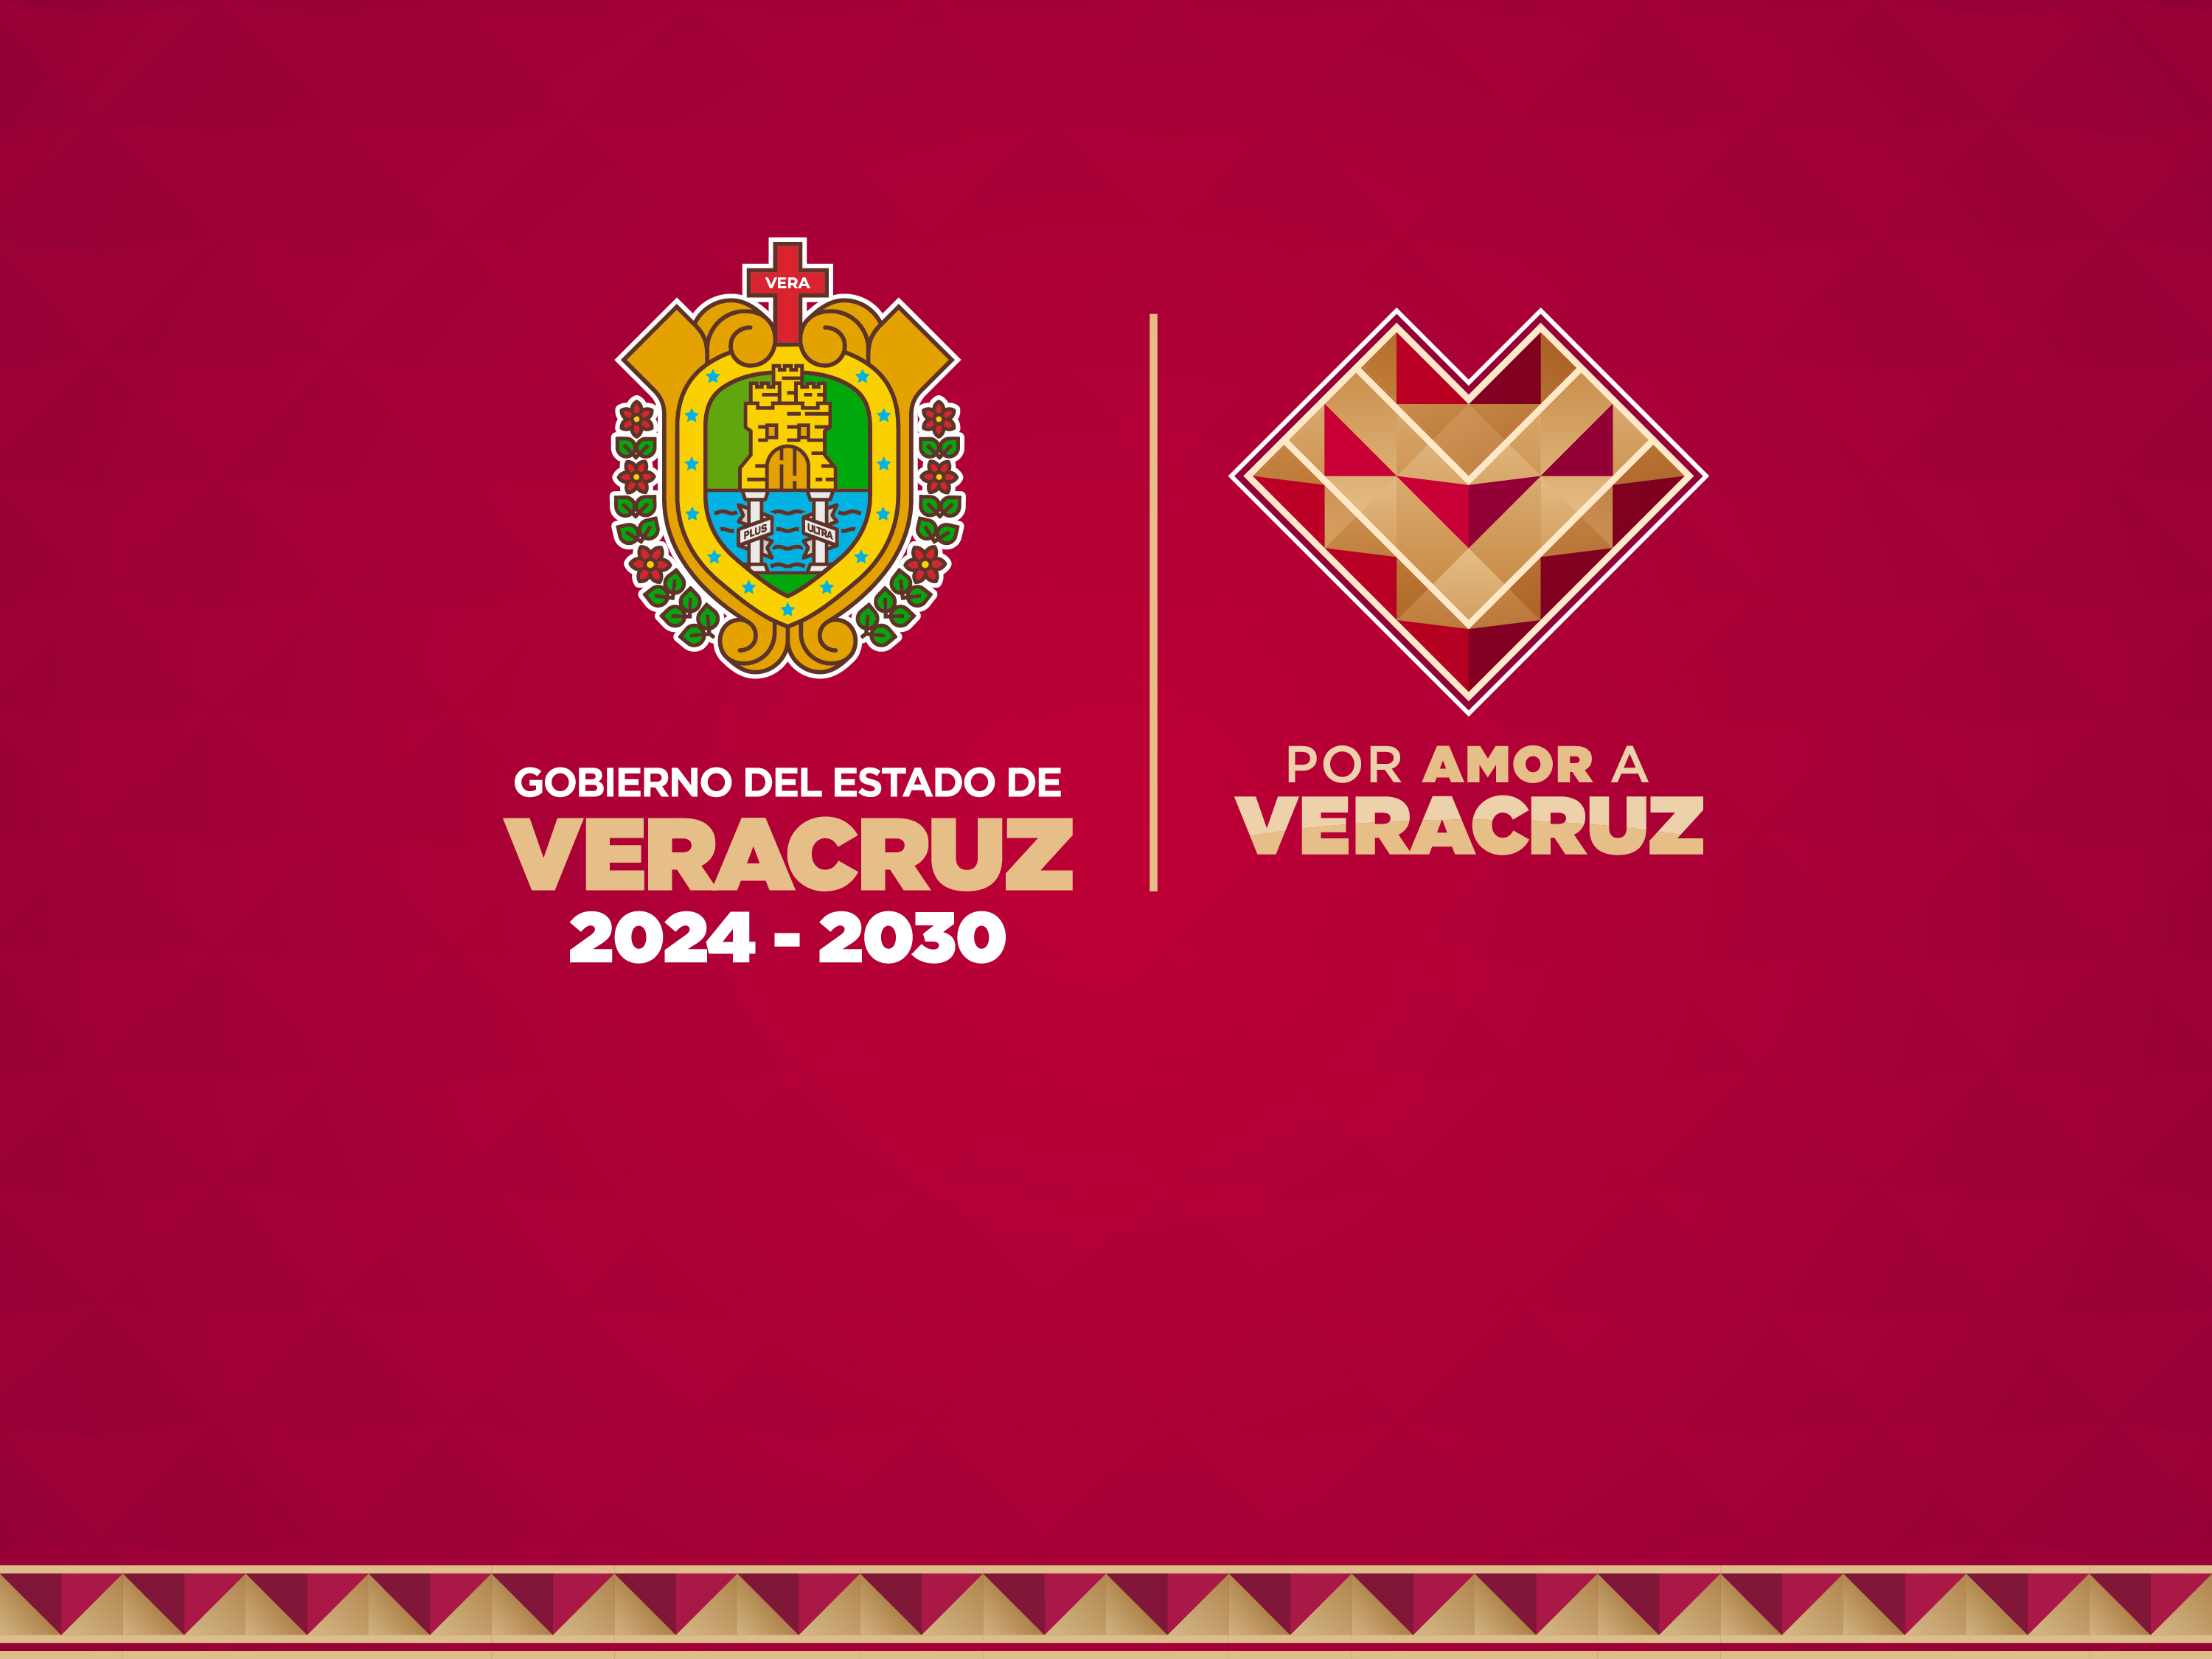 VERA
PLUS ULTRA
GOBIERNO DEL ESTADO DE
VERACRUZ
2024 - 2030
POR AMOR A
VERACRUZ